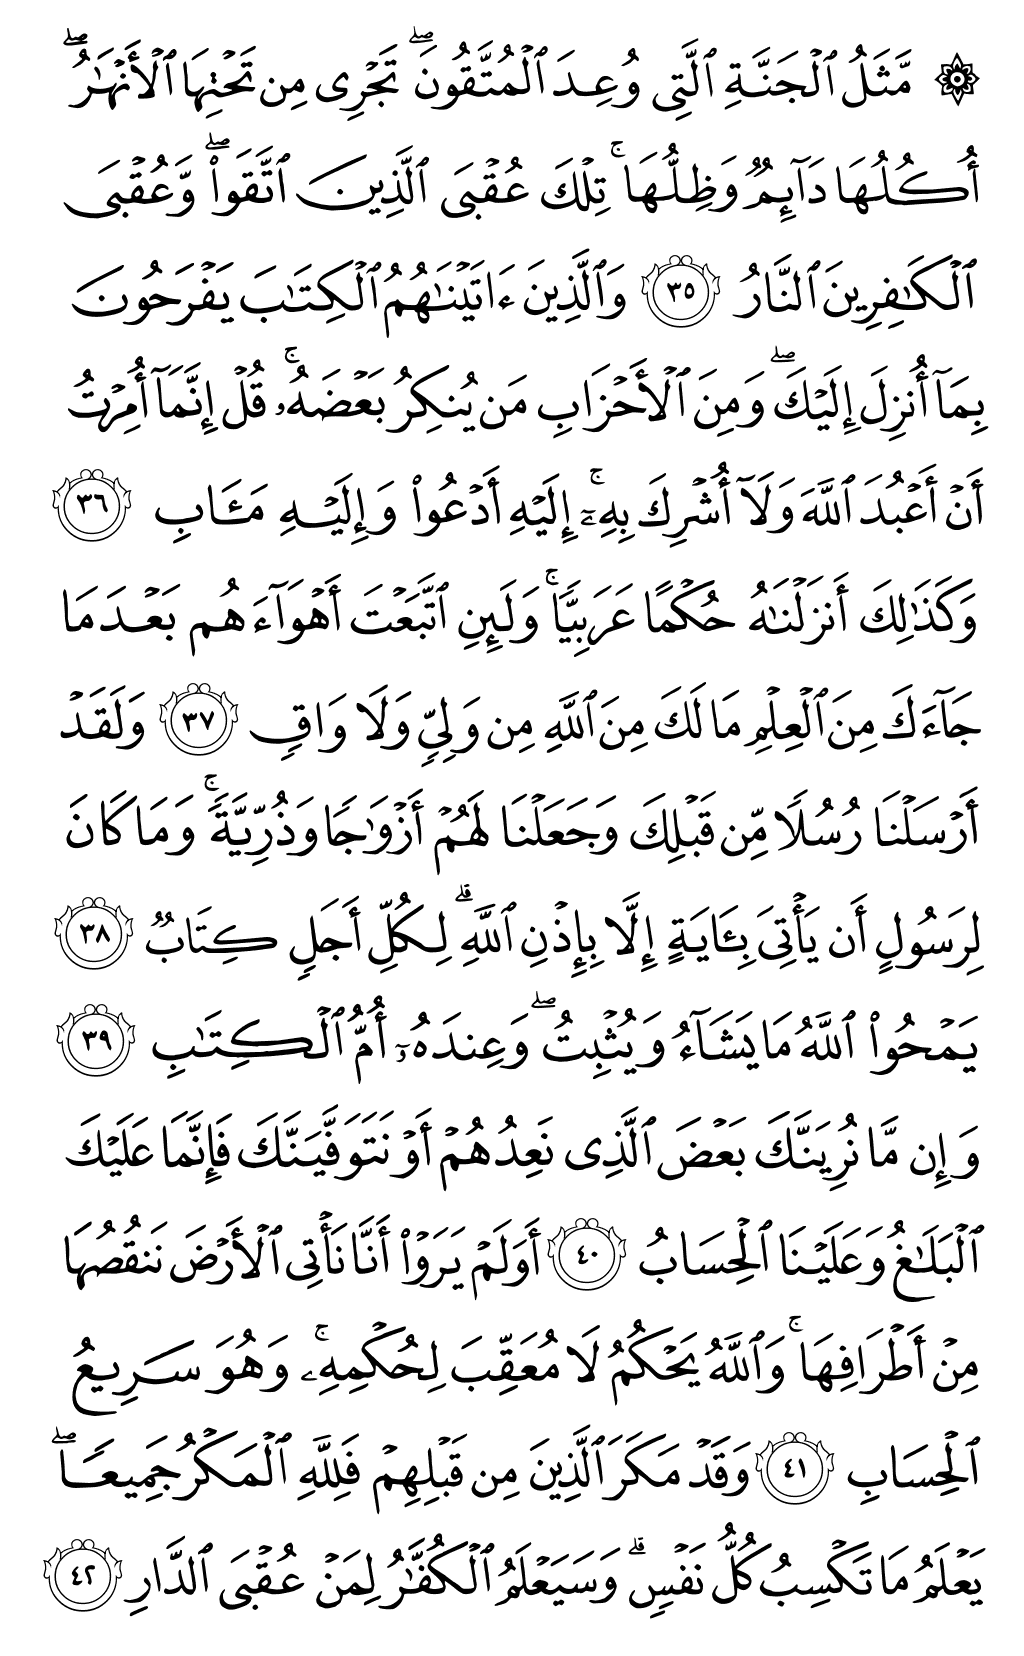 ۞ مَّثَلُ ٱلْجَنَّةِ ٱلَّتِى وُعِدَ ٱلْمُتَّقُونَ ۖ تَجْرِى مِن تَحْتِهَا ٱلْأَنْهَـٰرُ ۖ
أُكُلُهَا دَآئِمٌ وَظِلُّهَا ۚ تِلْكَ عُقْبَى ٱلَّذِينَ ٱتَّقَوا۟ ۖ وَّعُقْبَى
ٱلْكَـٰفِرِينَ ٱلنَّارُ ٣٥ وَٱلَّذِينَ ءَاتَيْنَـٰهُمُ ٱلْكِتَـٰبَ يَفْرَحُونَ
بِمَآ أُنزِلَ إِلَيْكَ ۖ وَمِنَ ٱلْأَحْزَابِ مَن يُنكِرُ بَعْضَهُۥ ۚ قُلْ إِنَّمَآ أُمِرْتُ
أَنْ أَعْبُدَ ٱللَّهَ وَلَآ أُشْرِكَ بِهِۦٓ ۚ إِلَيْهِ أَدْعُوا۟ وَإِلَيْهِ مَـَٔابِ ٣٦
وَكَذَٰلِكَ أَنزَلْنَـٰهُ حُكْمًا عَرَبِيًّا ۚ وَلَئِنِ ٱتَّبَعْتَ أَهْوَآءَهُم بَعْدَمَا
جَآءَكَ مِنَ ٱلْعِلْمِ مَا لَكَ مِنَ ٱللَّهِ مِن وَلِىٍّ وَلَا وَاقٍ ٣٧ وَلَقَدْ
أَرْسَلْنَا رُسُلًا مِّن قَبْلِكَ وَجَعَلْنَا لَهُمْ أَزْوَٰجًا وَذُرِّيَّةً ۚ وَمَا كَانَ
لِرَسُولٍ أَن يَأْتِىَ بِـَٔايَةٍ إِلَّا بِإِذْنِ ٱللَّهِ ۗ لِكُلِّ أَجَلٍ كِتَابٌ ٣٨
يَمْحُوا۟ ٱللَّهُ مَا يَشَآءُ وَيُثْبِتُ ۖ وَعِندَهُۥٓ أُمُّ ٱلْكِتَـٰبِ ٣٩
وَإِن مَّا نُرِيَنَّكَ بَعْضَ ٱلَّذِى نَعِدُهُمْ أَوْ نَتَوَفَّيَنَّكَ فَإِنَّمَا عَلَيْكَ
ٱلْبَلَـٰغُ وَعَلَيْنَا ٱلْحِسَابُ ٤٠ أَوَلَمْ يَرَوْا۟ أَنَّا نَأْتِى ٱلْأَرْضَ نَنقُصُهَا
مِنْ أَطْرَافِهَا ۚ وَٱللَّهُ يَحْكُمُ لَا مُعَقِّبَ لِحُكْمِهِۦ ۚ وَهُوَ سَرِيعُ
ٱلْحِسَابِ ٤١ وَقَدْ مَكَرَ ٱلَّذِينَ مِن قَبْلِهِمْ فَلِلَّهِ ٱلْمَكْرُ جَمِيعًا ۖ
يَعْلَمُ مَا تَكْسِبُ كُلُّ نَفْسٍ ۗ وَسَيَعْلَمُ ٱلْكُفَّـٰرُ لِمَنْ عُقْبَى ٱلدَّارِ ٤٢